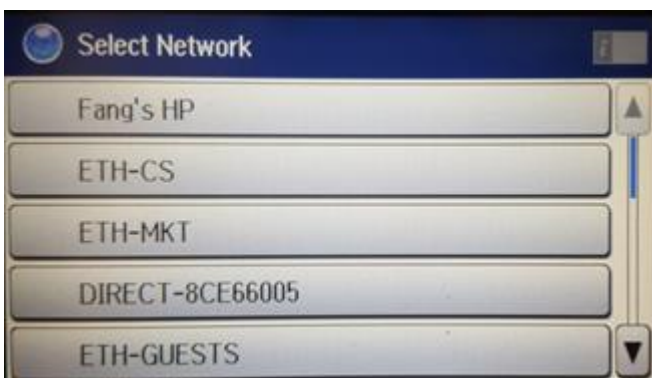 Select Network
Fang's HP
ETH-CS
ETH-MKT
DIRECT-8CE66005
ETH-GUESTS